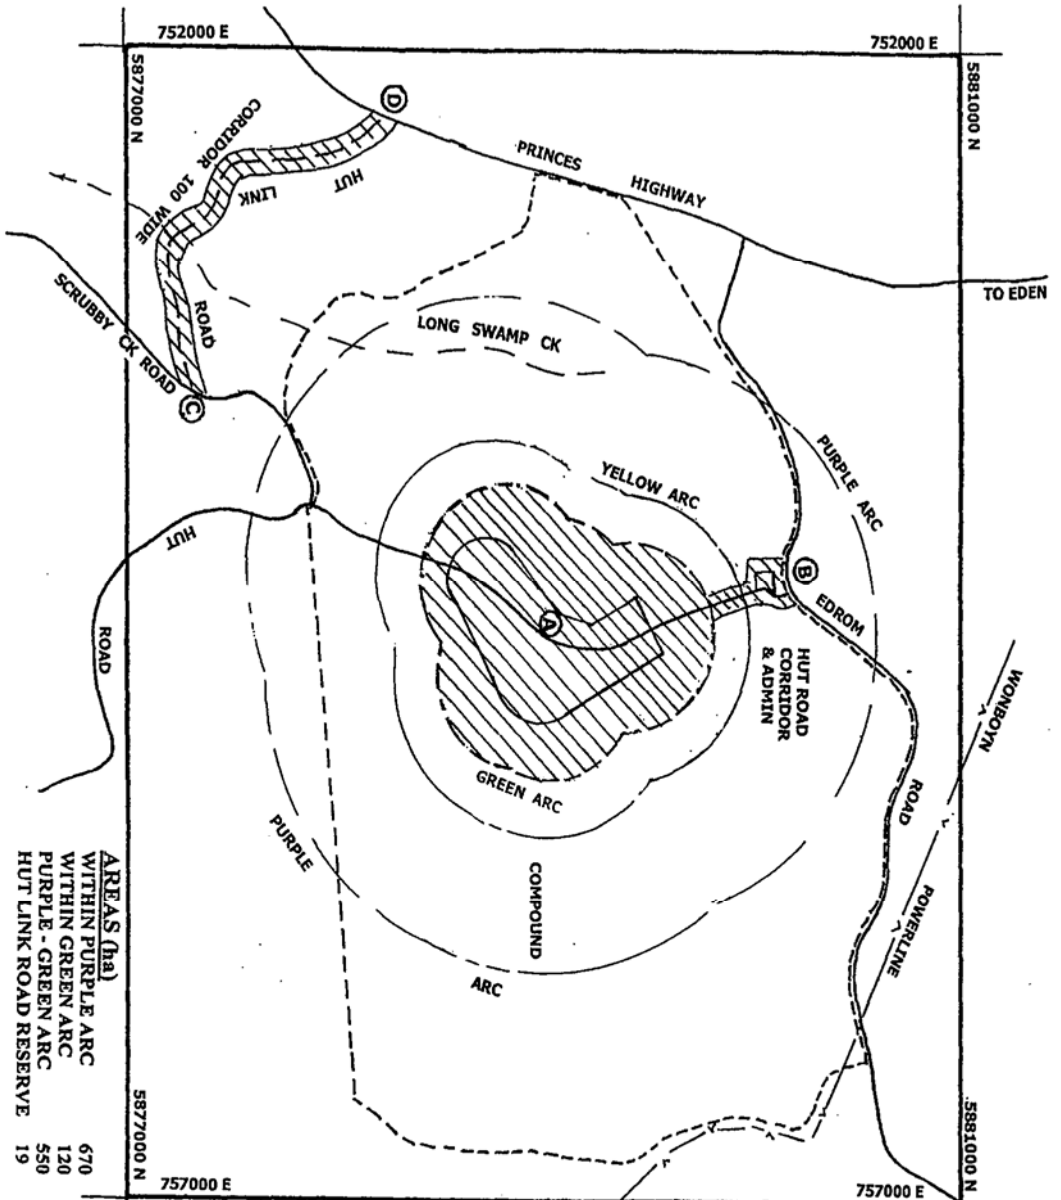 752000 E
752000 E
5877000 N
5881000 N
D
TO EDEN
PRINCES
HIGHWAY
CORRIDOR 100 WIDE
HUT
LINK
ROAD
SCRUBBY CK ROAD
C
LONG SWAMP CK
YELLOW ARC
PURPLE ARC
HUT
ROAD
A
B
EDROM
ROAD
HUT ROAD
CORRIDOR
& ADMIN
WONBOYN
POWERLINE
GREEN ARC
PURPLE
ARC
COMPOUND
AREAS (ha)
WITHIN PURPLE ARC 670
WITHIN GREEN ARC 120
PURPLE - GREEN ARC 550
HUT LINK ROAD RESERVE 19
5877000 N
5881000 N
757000 E
757000 E